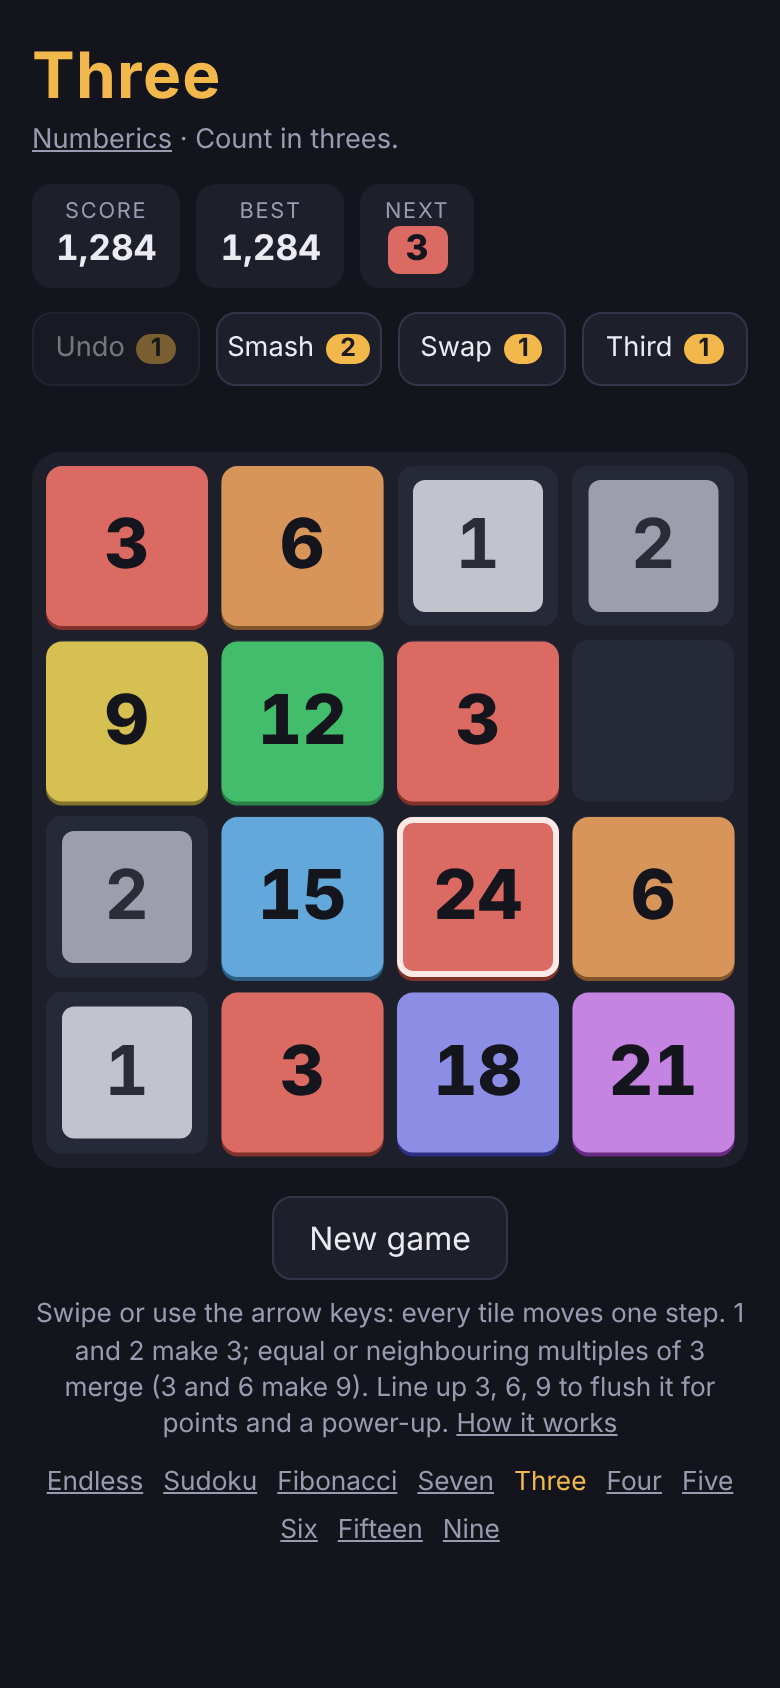 Three
Numberics · Count in threes.
SCORE BEST NEXT
1,284 1,284 3
Undo 1 Smash 2 Swap 1 Third 1
3 6 1 2
9 12 3
2 15 24 6
1 3 18 21
New game
Swipe or use the arrow keys: every tile moves one step. 1
and 2 make 3; equal or neighbouring multiples of 3
merge (3 and 6 make 9). Line up 3, 6, 9 to flush it for
points and a power-up. How it works
Endless Sudoku Fibonacci Seven Three Four Five
Six Fifteen Nine